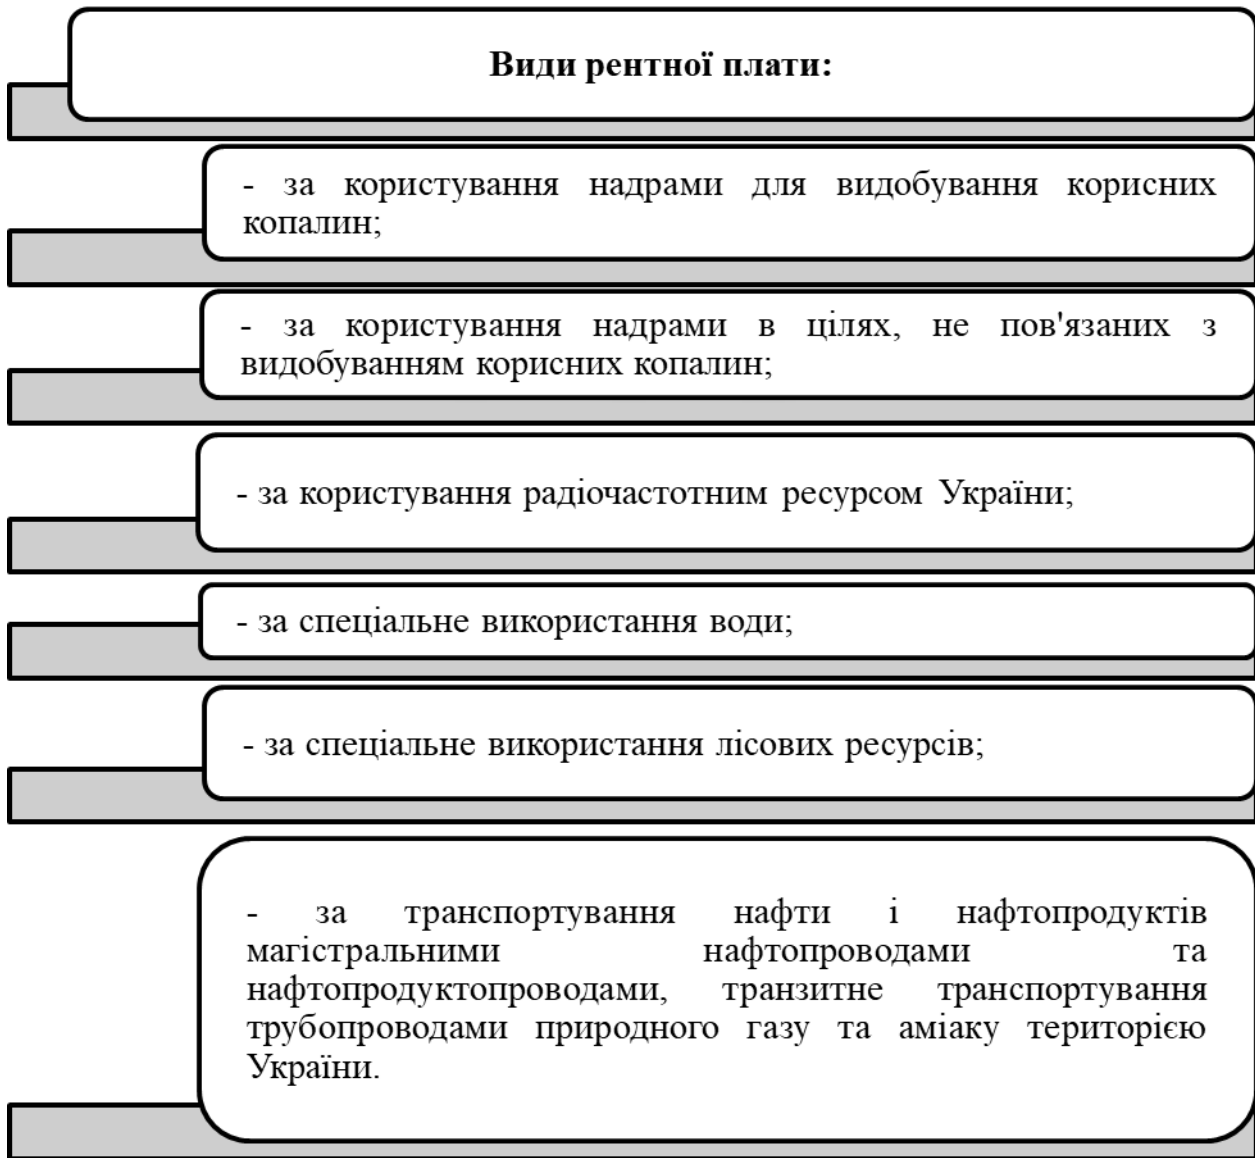 Види рентної плати:
- за користування надрами для видобування корисних
копалин;
- за користування надрами в цілях, не пов'язаних з
видобуванням корисних копалин;
- за користування радіочастотним ресурсом України;
- за спеціальне використання води;
- за спеціальне використання лісових ресурсів;
- за транспортування нафти і нафтопродуктів
магістральними нафтопроводами та
нафтопродуктопроводами, транзитне транспортування
трубопроводами природного газу та аміаку територією
України.